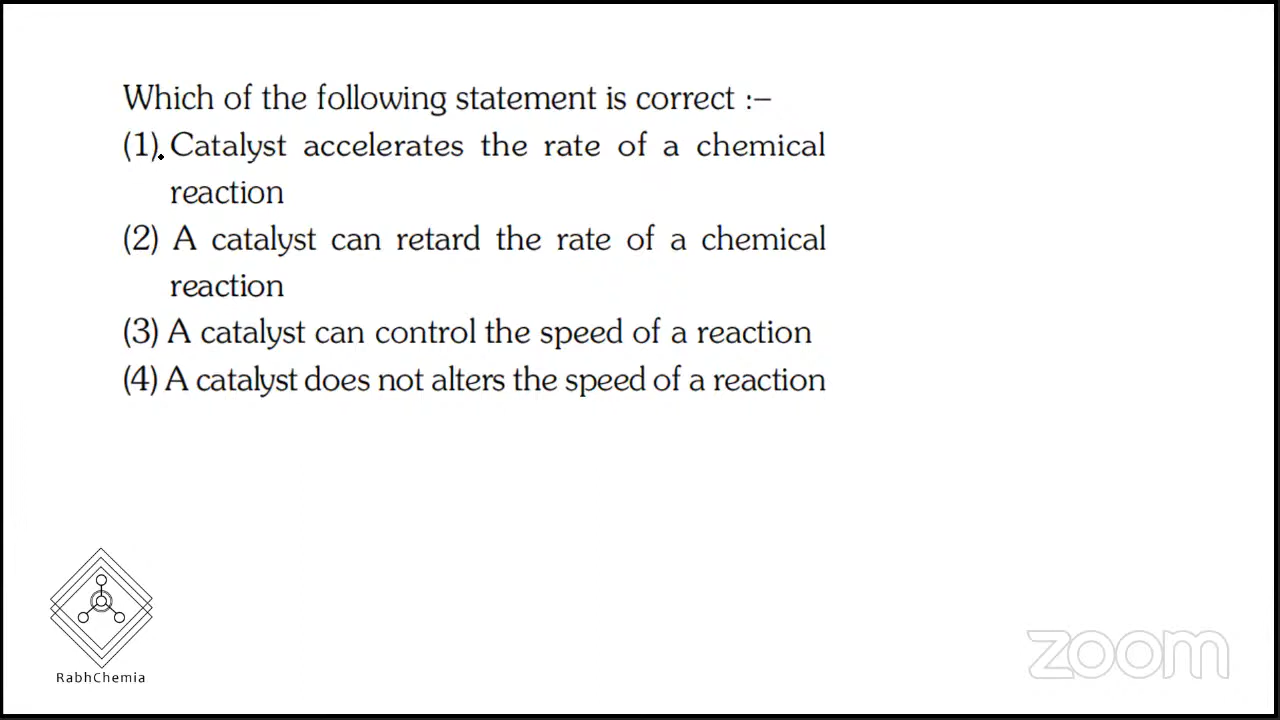 Which of the following statement is correct :–
(1). Catalyst accelerates the rate of a chemical
reaction
(2) A catalyst can retard the rate of a chemical
reaction
(3) A catalyst can control the speed of a reaction
(4) A catalyst does not alters the speed of a reaction
RabhChemia
zoom